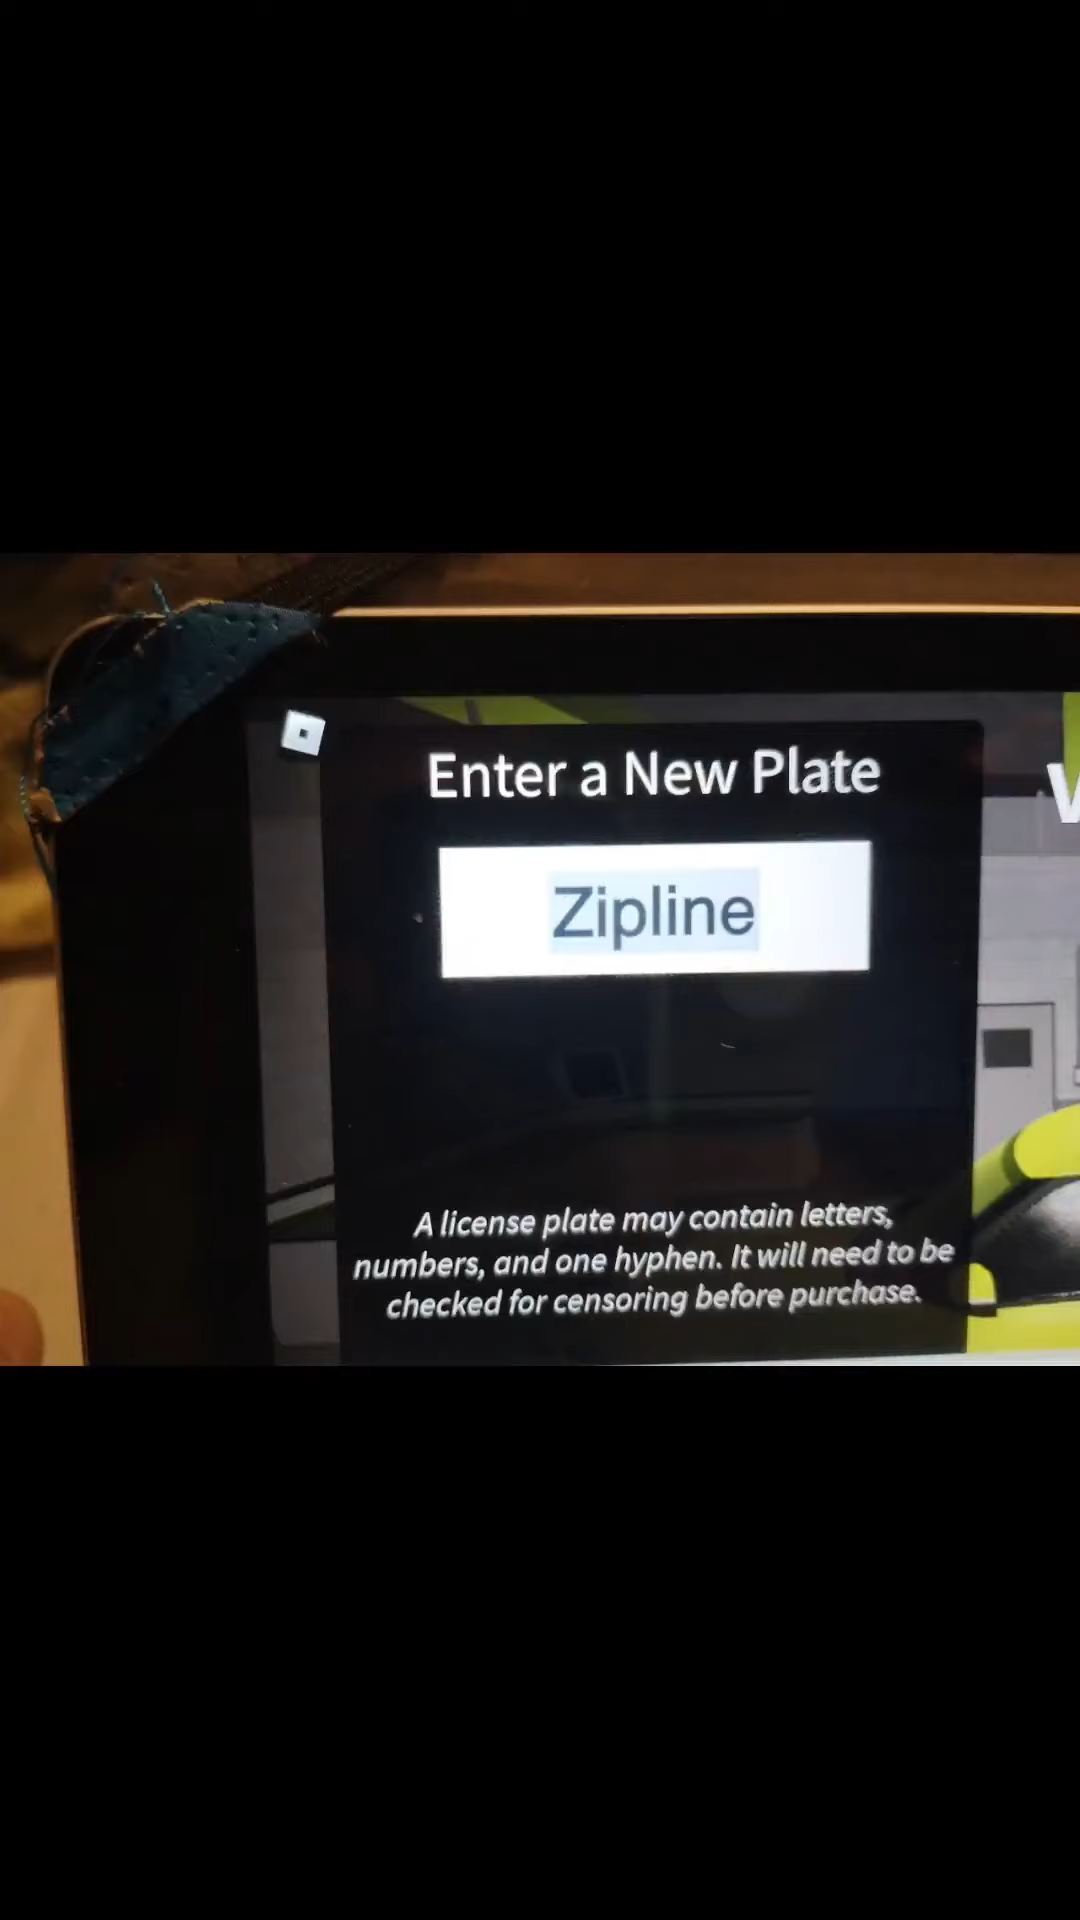 Enter a New Plate
Zipline
A license plate may contain letters,
numbers, and one hyphen. It will need to be
checked for censoring before purchase.